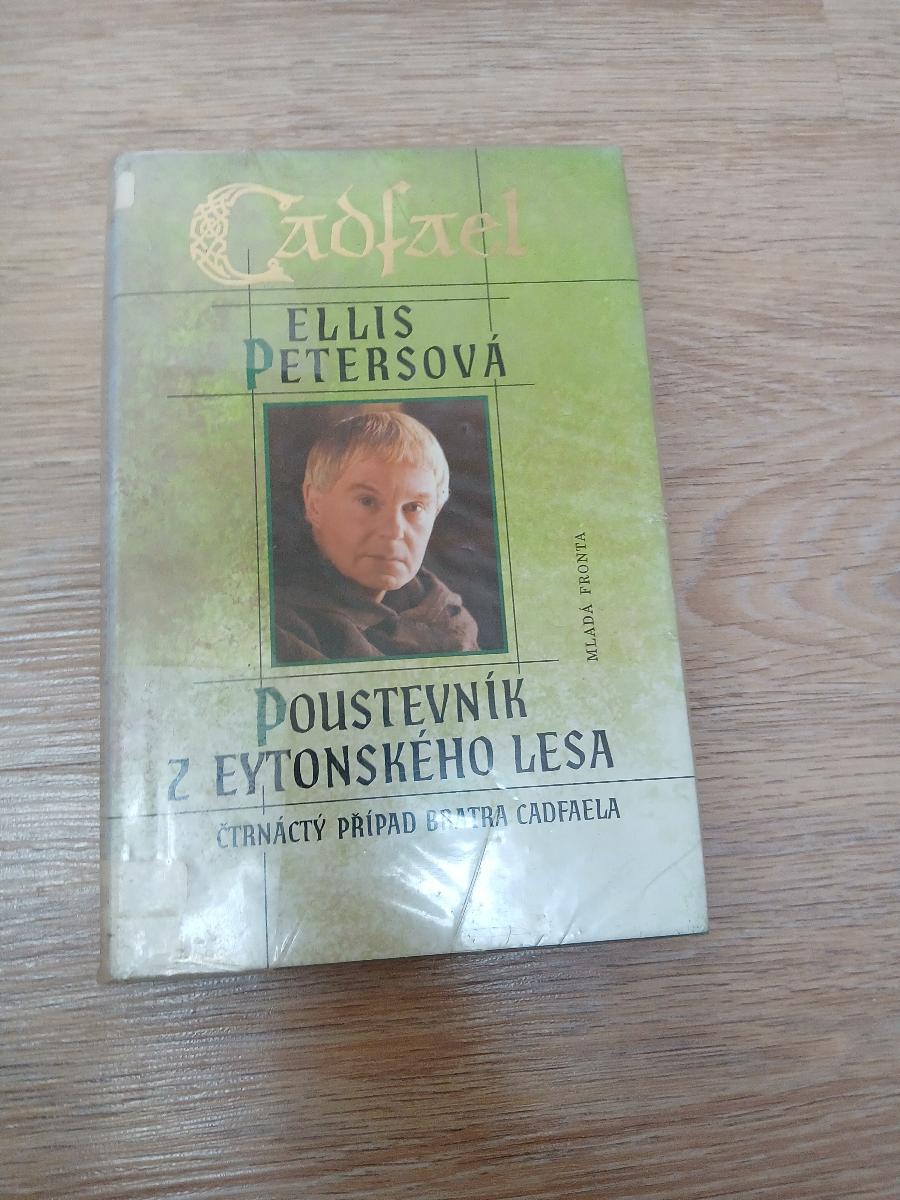 Cadfael
ELLIS
PETERSOVÁ
MLADÁ FRONTA
POUSTEVNÍK
Z EYTONSKÉHO LESA
ČTRNÁCTÝ PŘÍPAD BRATRA CADFAELA